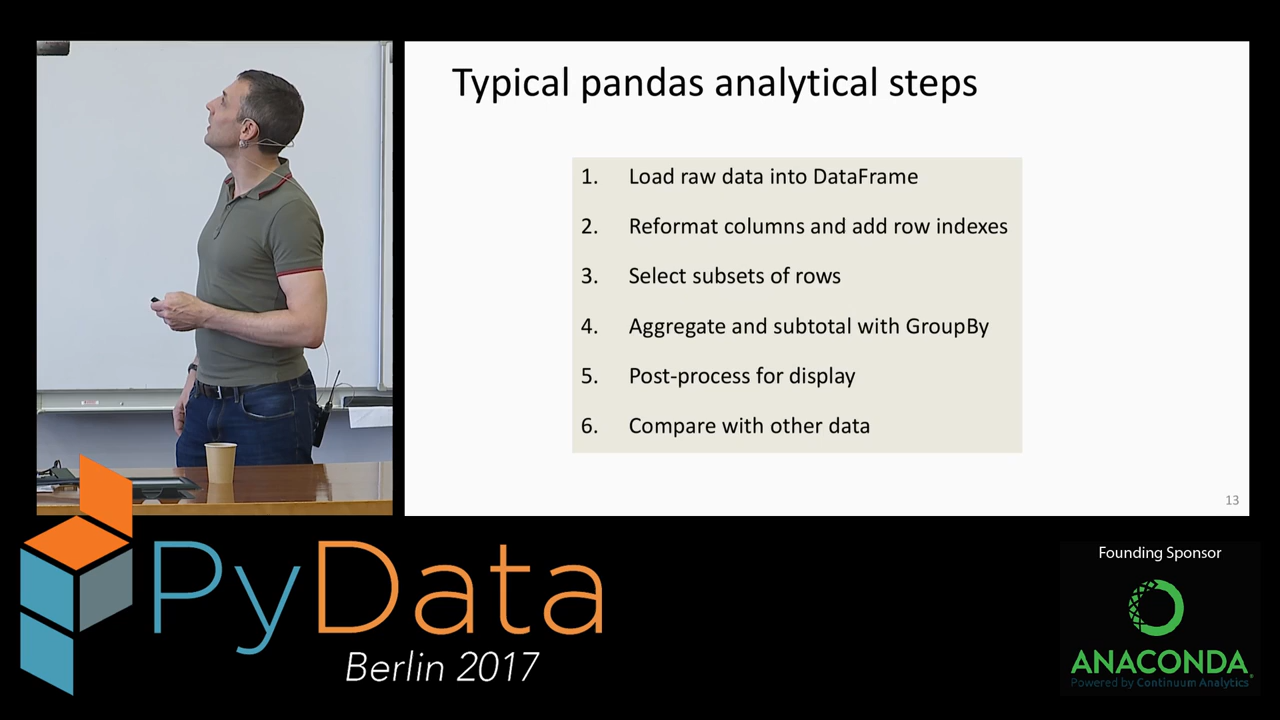 Typical pandas analytical steps
1. Load raw data into DataFrame
2. Reformat columns and add row indexes
3. Select subsets of rows
4. Aggregate and subtotal with GroupBy
5. Post-process for display
6. Compare with other data
13
PyData
Berlin 2017
Founding Sponsor
ANACONDA
Powered by Continuum Analytics